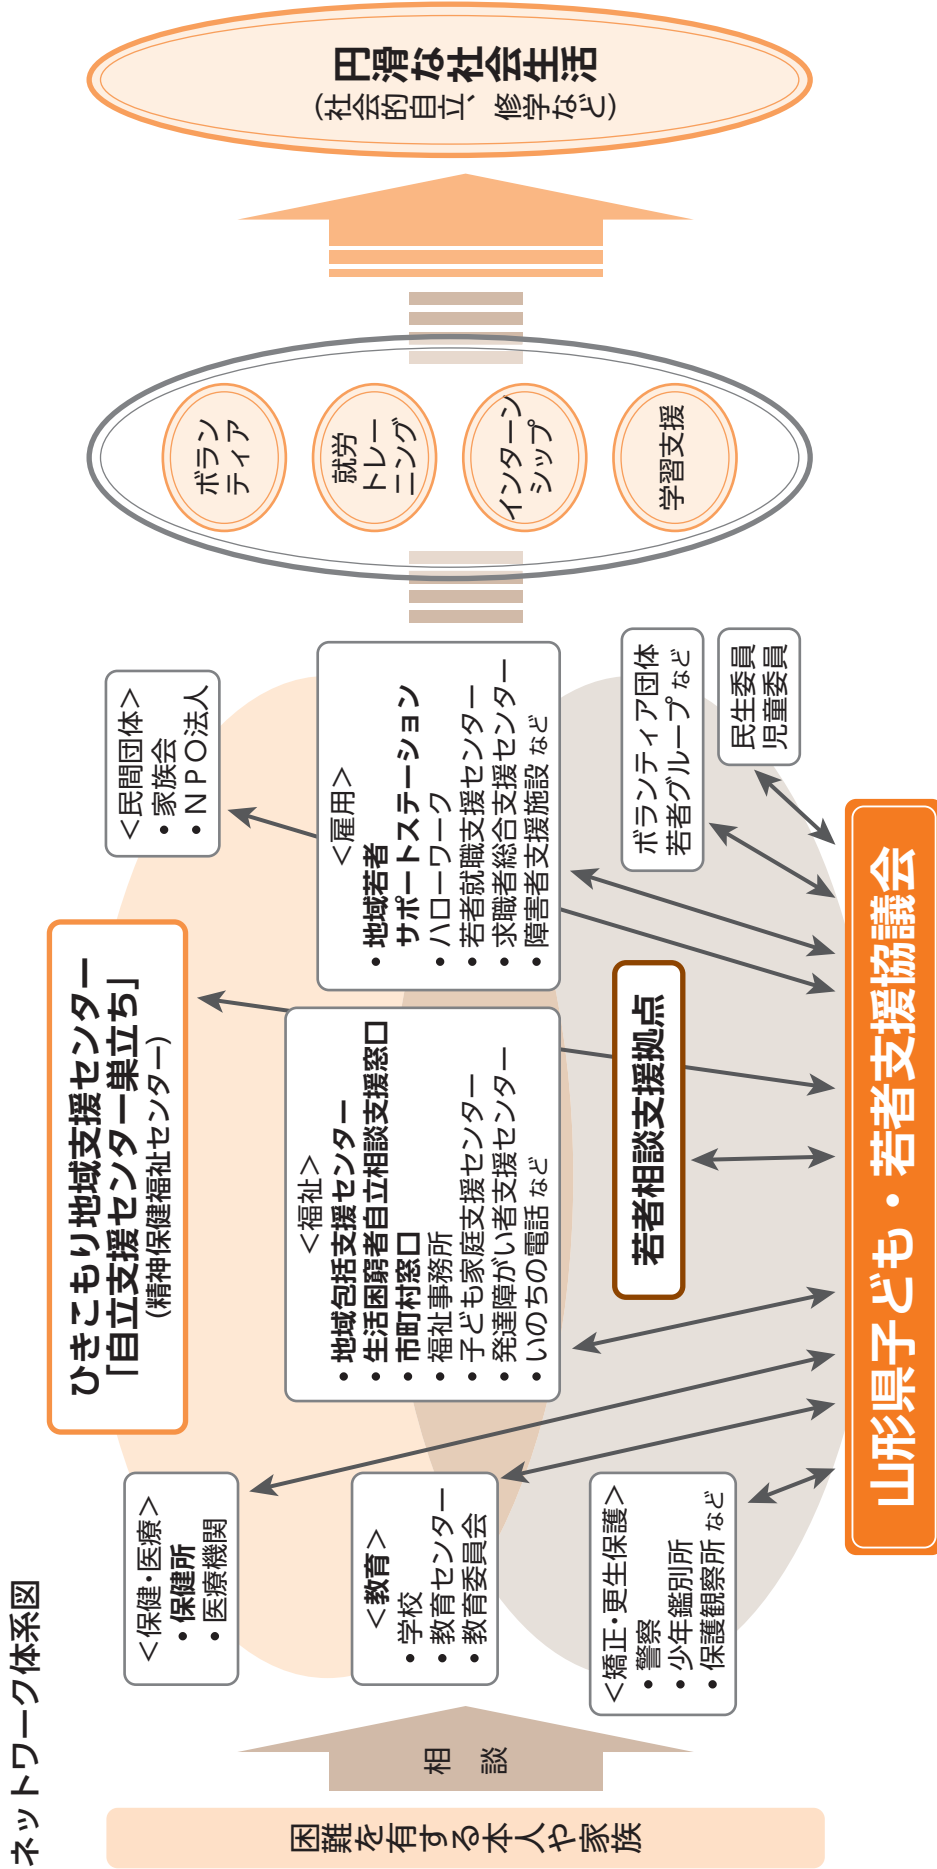 ネットワーク体系図
困難を有する本人や家族
相談
ひきこもり地域支援センター
「自立支援センター巣立ち」
（精神保健福祉センター）
＜保健・医療＞
・保健所
・医療機関
＜教育＞
・学校
・教育センター
・教育委員会
＜矯正・更生保護＞
・警察
・少年鑑別所
・保護観察所 など
＜福祉＞
・地域包括支援センター
・生活困窮者自立相談支援窓口
・市町村窓口
・福祉事務所
・子ども家庭支援センター
・発達障がい者支援センター
・いのちの電話 など
＜民間団体＞
・家族会
・ＮＰＯ法人
＜雇用＞
・地域若者
サポートステーション
・ハローワーク
・若者就職支援センター
・求職者総合支援センター
・障害者支援施設 など
若者相談支援拠点
ボランティア団体
若者グループ など
民生委員
児童委員
山形県子ども・若者支援協議会
ボラン
ティア
就労
トレー
ニング
インターン
シップ
学習支援
円滑な社会生活
（社会的自立、修学など）